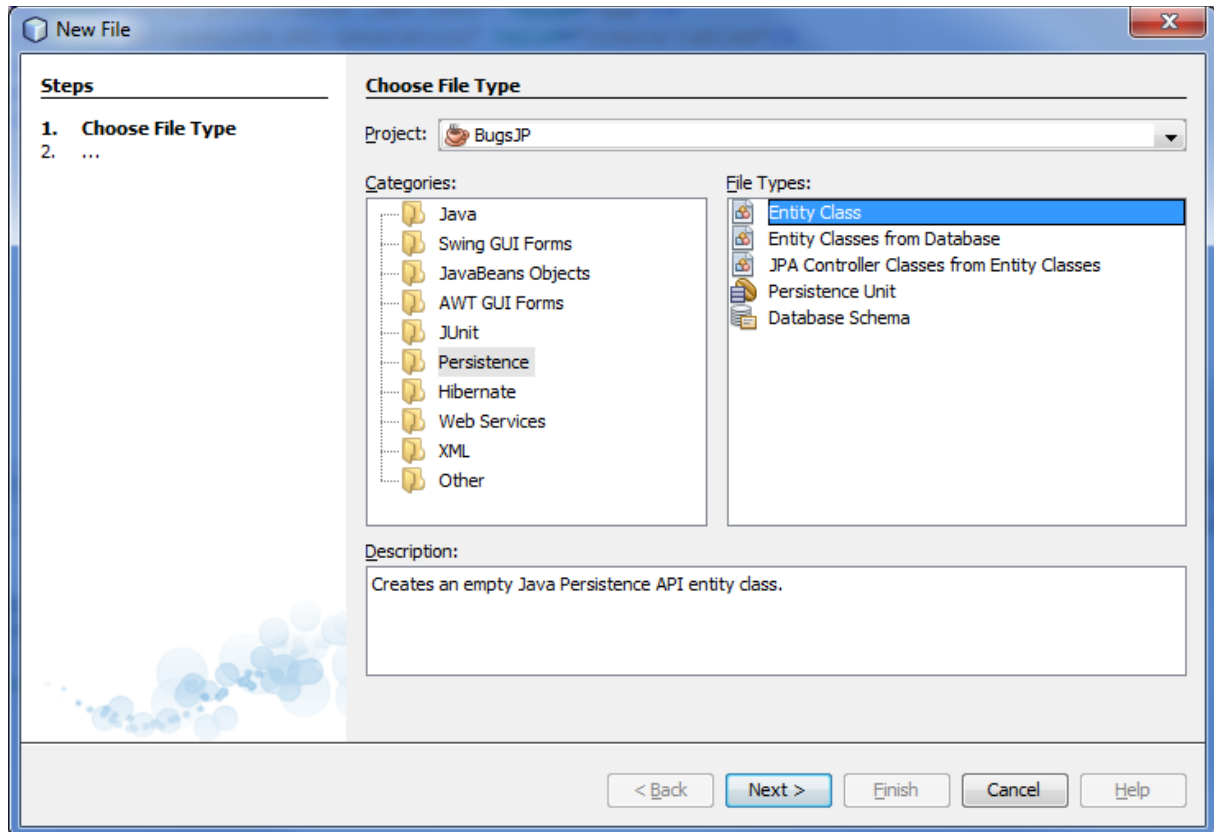 New File
X
Steps
1. Choose File Type
2. ...
Choose File Type
Project: BugsJP
Categories:
Java
Swing GUI Forms
JavaBeans Objects
AWT GUI Forms
JUnit
Persistence
Hibernate
Web Services
XML
Other
File Types:
Entity Class
Entity Classes from Database
JPA Controller Classes from Entity Classes
Persistence Unit
Database Schema
Description:
Creates an empty Java Persistence API entity class.
< Back Next > Finish Cancel Help